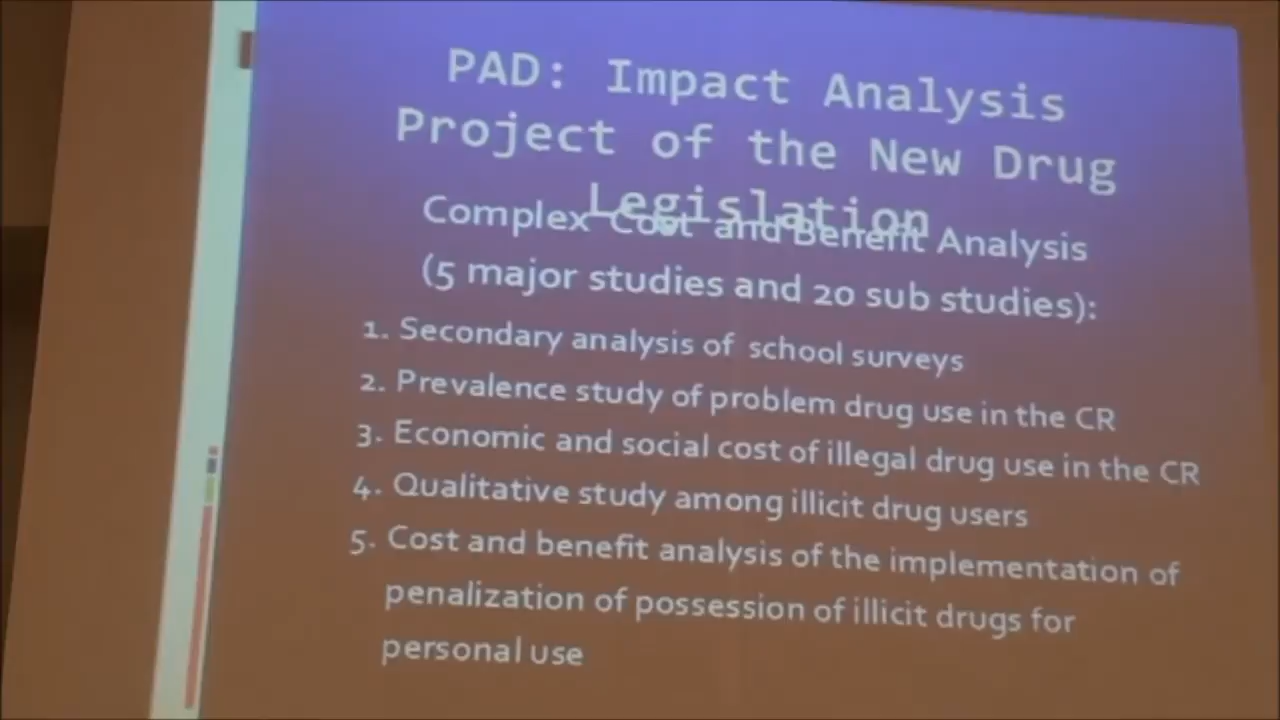 PAD: Impact Analysis
Project of the New Drug
Legislation
Complex Cost and Benefit Analysis
(5 major studies and 20 sub studies):
1. Secondary analysis of school surveys
2. Prevalence study of problem drug use in the CR
3. Economic and social cost of illegal drug use in the CR
4. Qualitative study among illicit drug users
5. Cost and benefit analysis of the implementation of
penalization of possession of illicit drugs for
personal use